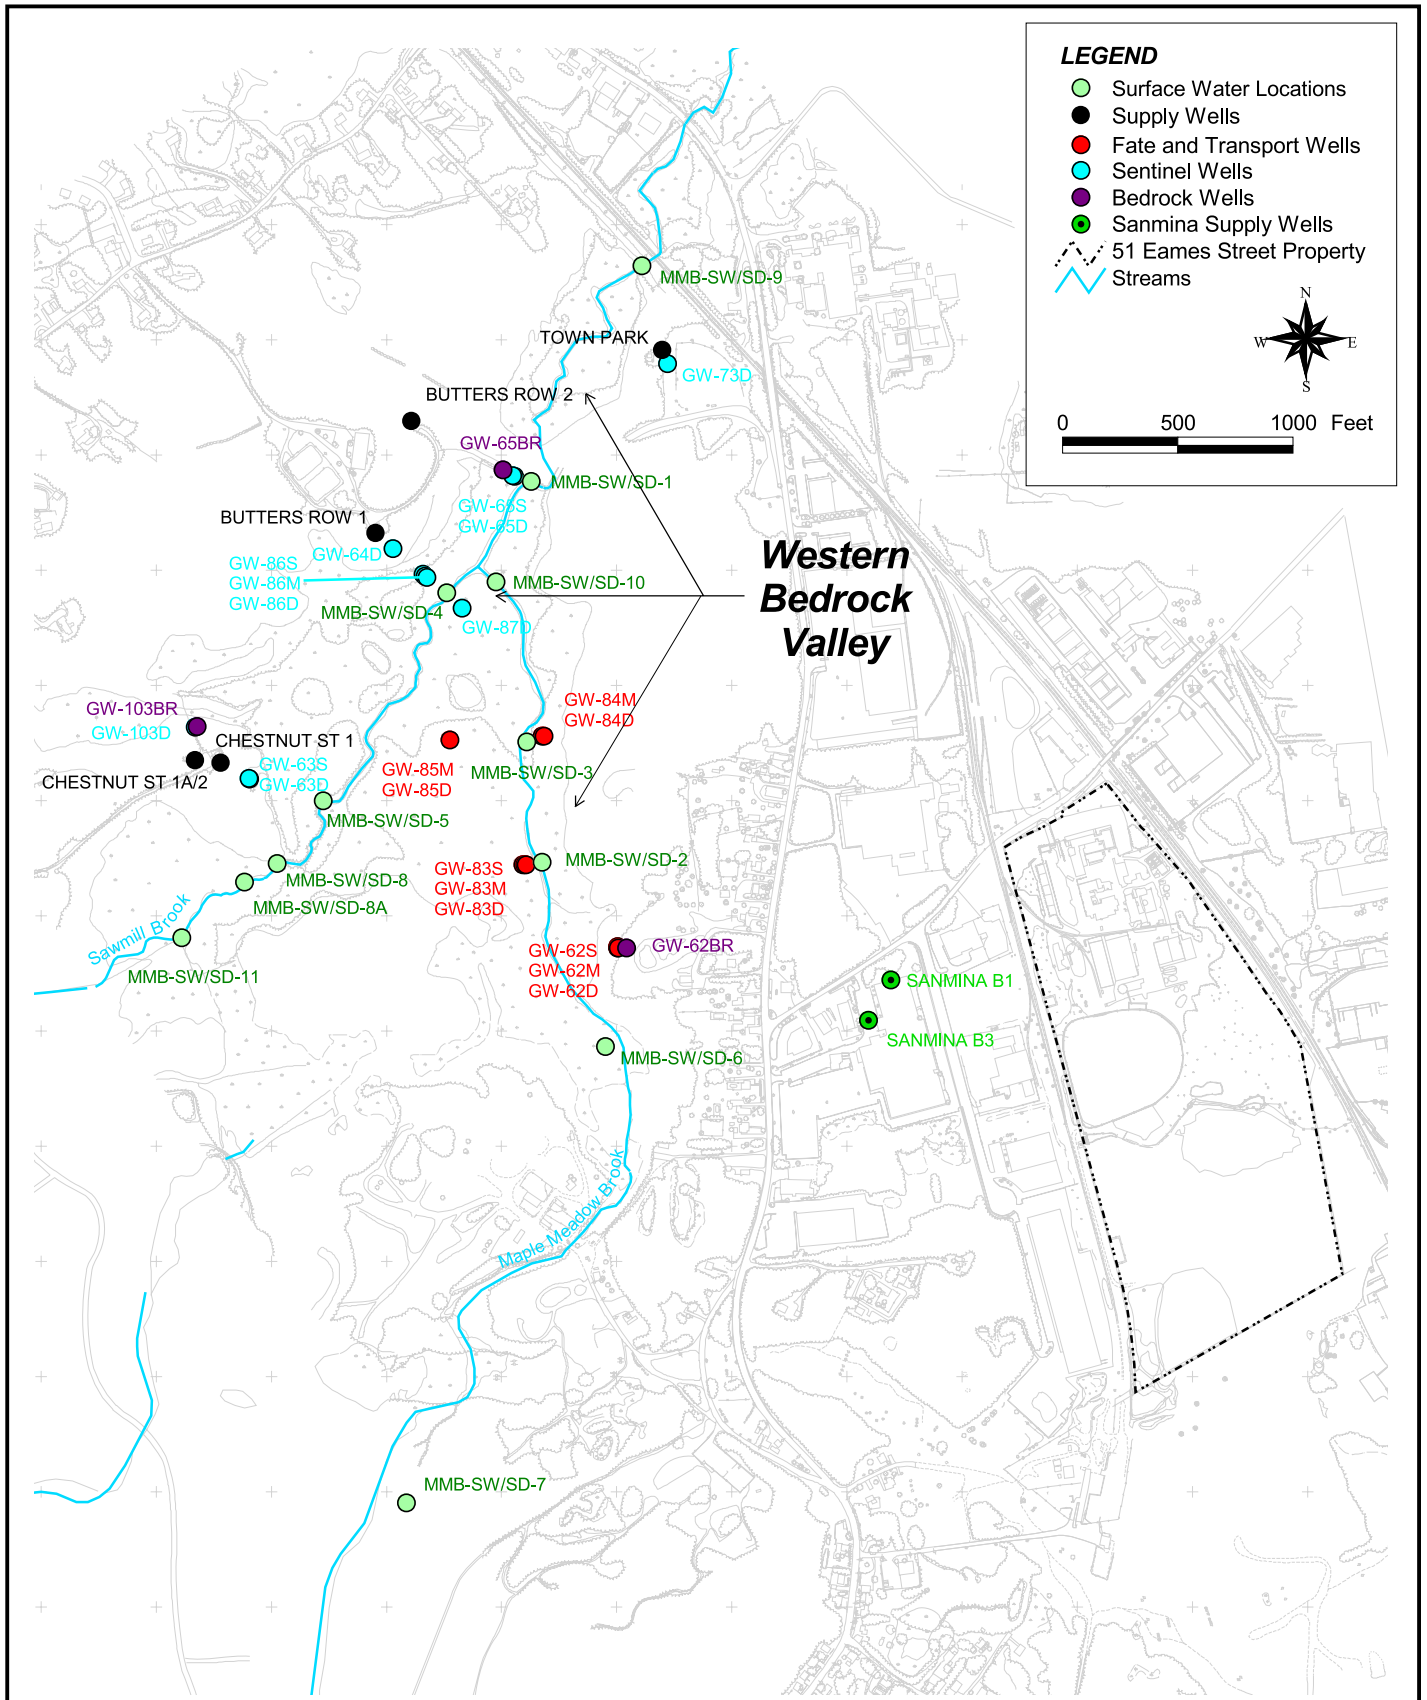 LEGEND
Surface Water Locations
Supply Wells
Fate and Transport Wells
Sentinel Wells
Bedrock Wells
Sanmina Supply Wells
51 Eames Street Property
Streams
N
W E
S
0 500 1000 Feet
MMB-SW/SD-9
TOWN PARK
GW-73D
BUTTERS ROW 2
GW-65BR
MMB-SW/SD-1
GW-65S
GW-65D
BUTTERS ROW 1
GW-64D
GW-86S
GW-86M
GW-86D
MMB-SW/SD-10
MMB-SW/SD-4
GW-87D
Western
Bedrock
Valley
GW-84M
GW-84D
GW-103BR
GW-103D
CHESTNUT ST 1
GW-63S
GW-63D
CHESTNUT ST 1A/2
GW-85M
GW-85D
MMB-SW/SD-3
MMB-SW/SD-5
MMB-SW/SD-2
GW-83S
GW-83M
GW-83D
MMB-SW/SD-8
MMB-SW/SD-8A
Sawmill Brook
MMB-SW/SD-11
GW-62S
GW-62M
GW-62D
GW-62BR
SANMINA B1
SANMINA B3
MMB-SW/SD-6
Maple Meadow Brook
MMB-SW/SD-7